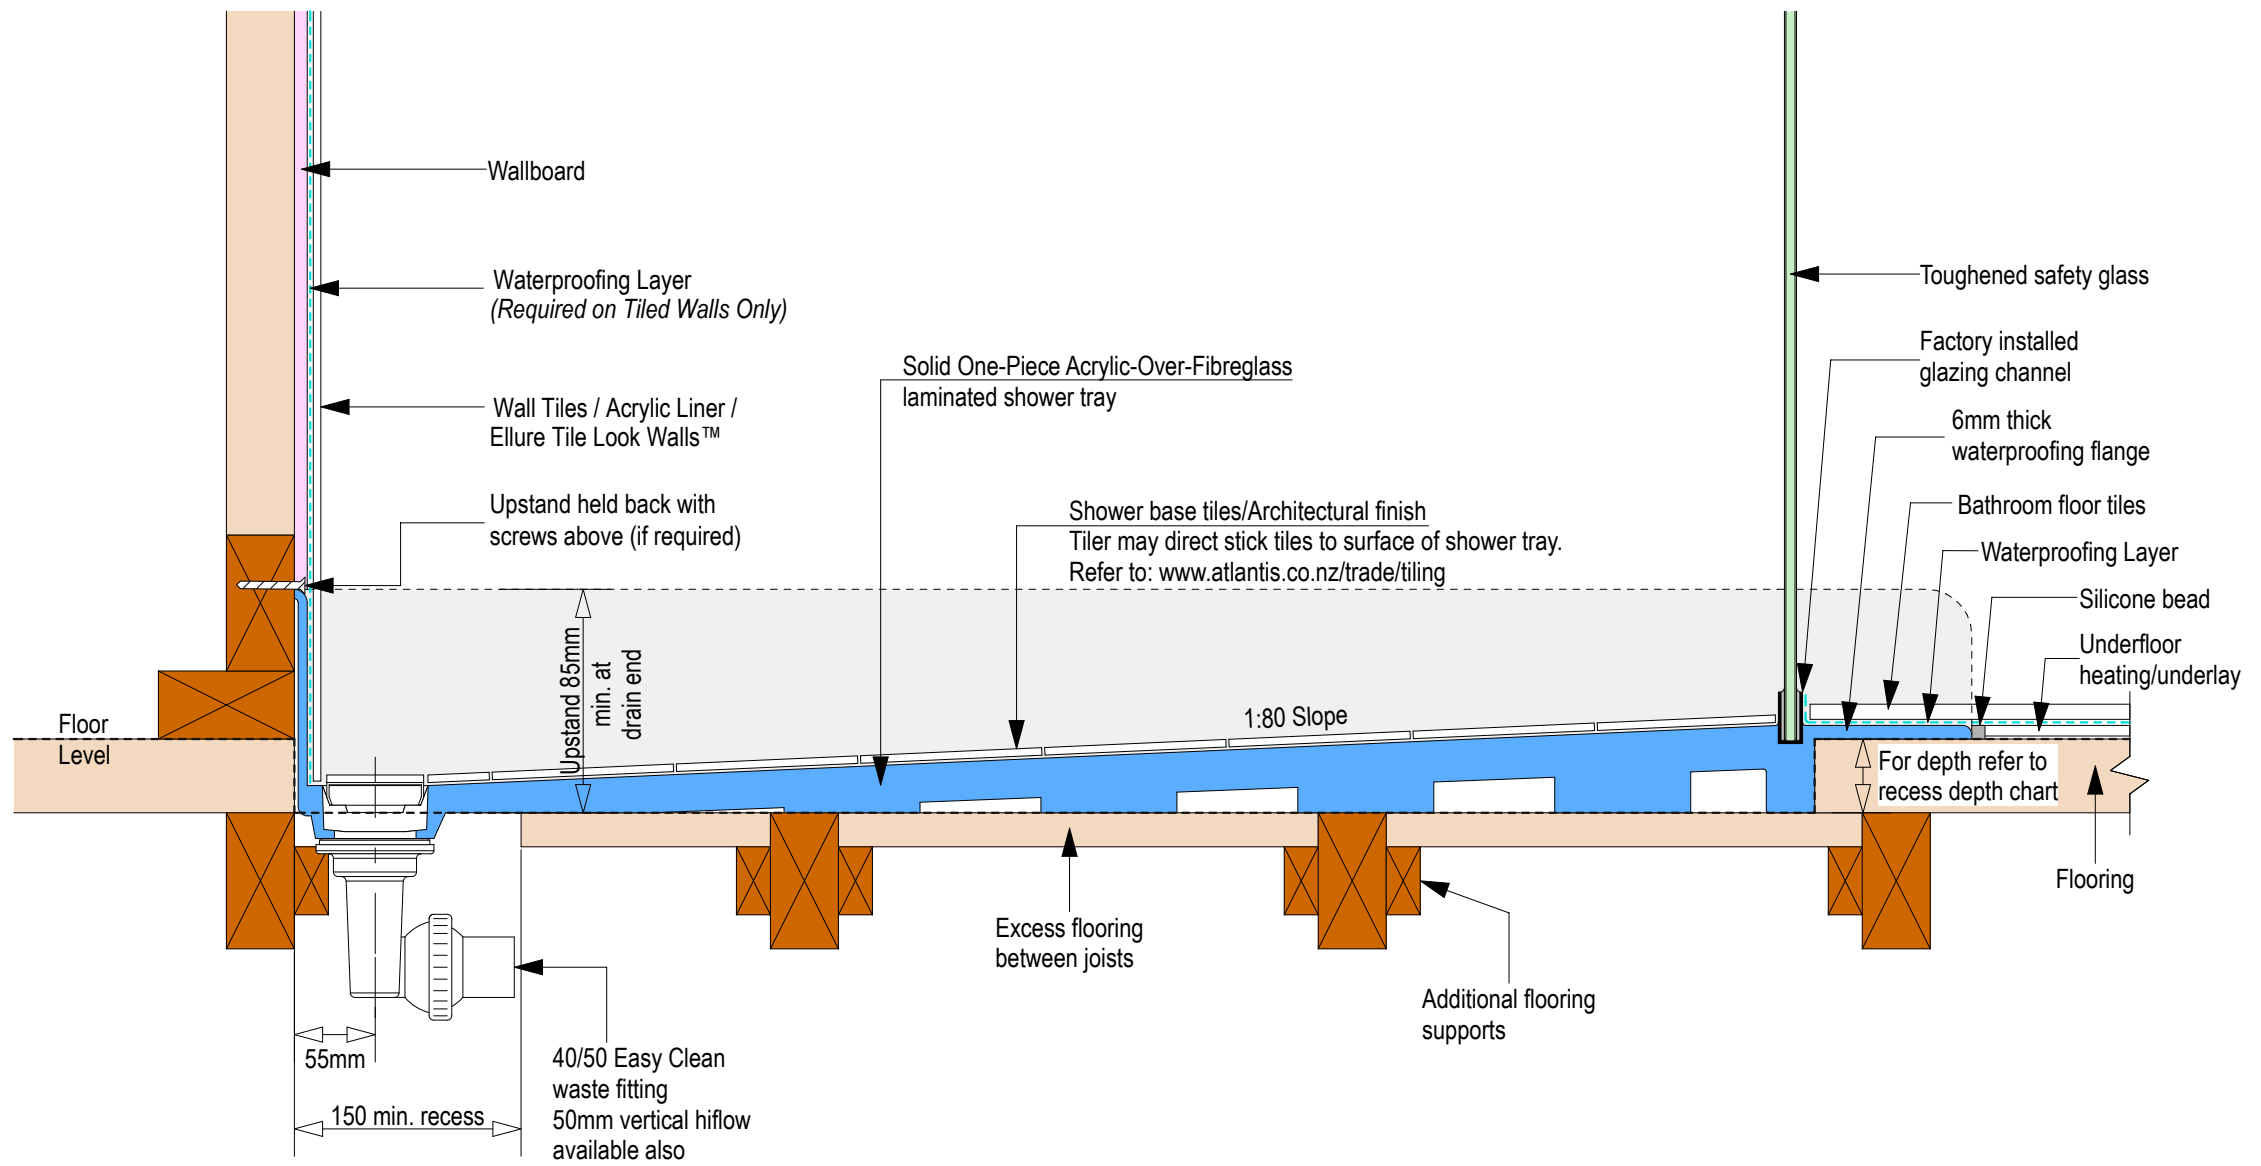 Wallboard
Waterproofing Layer
(Required on Tiled Walls Only)
Wall Tiles / Acrylic Liner /
Ellure Tile Look Walls™
Upstand held back with
screws above (if required)
Solid One-Piece Acrylic-Over-Fibreglass
laminated shower tray
Shower base tiles/Architectural finish
Tiler may direct stick tiles to surface of shower tray.
Refer to: www.atlantis.co.nz/trade/tiling
Toughened safety glass
Factory installed
glazing channel
6mm thick
waterproofing flange
Bathroom floor tiles
Waterproofing Layer
Silicone bead
Underfloor
heating/underlay
Upstand 85mm
min. at
drain end
1:80 Slope
Floor
Level
For depth refer to
recess depth chart
Flooring
Excess flooring
between joists
Additional flooring
supports
55mm
150 min. recess
40/50 Easy Clean
waste fitting
50mm vertical hiflow
available also